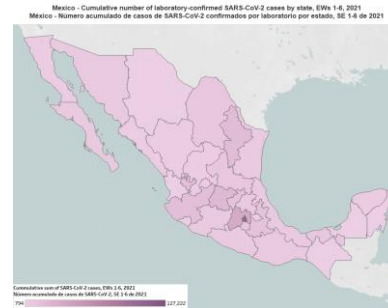 Mexico - Cumulative number of laboratory-confirmed SARS-CoV-2 cases by state, EWs 1-6, 2021
México - Número acumulado de casos de SARS-CoV-2 confirmados por laboratorio por estado, SE 1-6 de 2021
Cumulative sum of SARS-CoV-2 cases, EWs 1-6, 2021
Número acumulado de casos de SARS-CoV-2, SE 1-6 de 2021
794 127,222